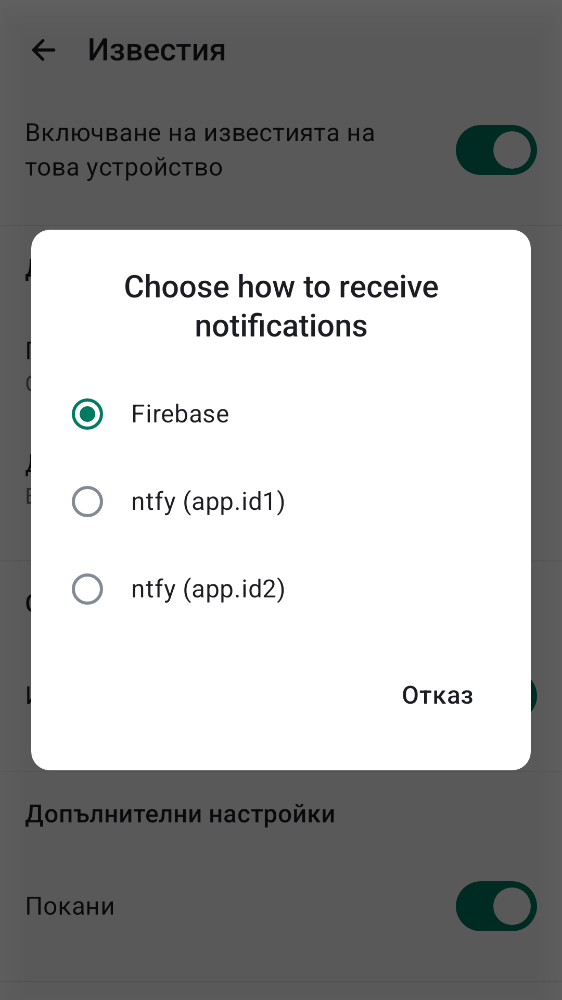 Известия
Включване на известията на
това устройство
Choose how to receive
notifications
Firebase
ntfy (app.id1)
ntfy (app.id2)
Отказ
Допълнителни настройки
Покани